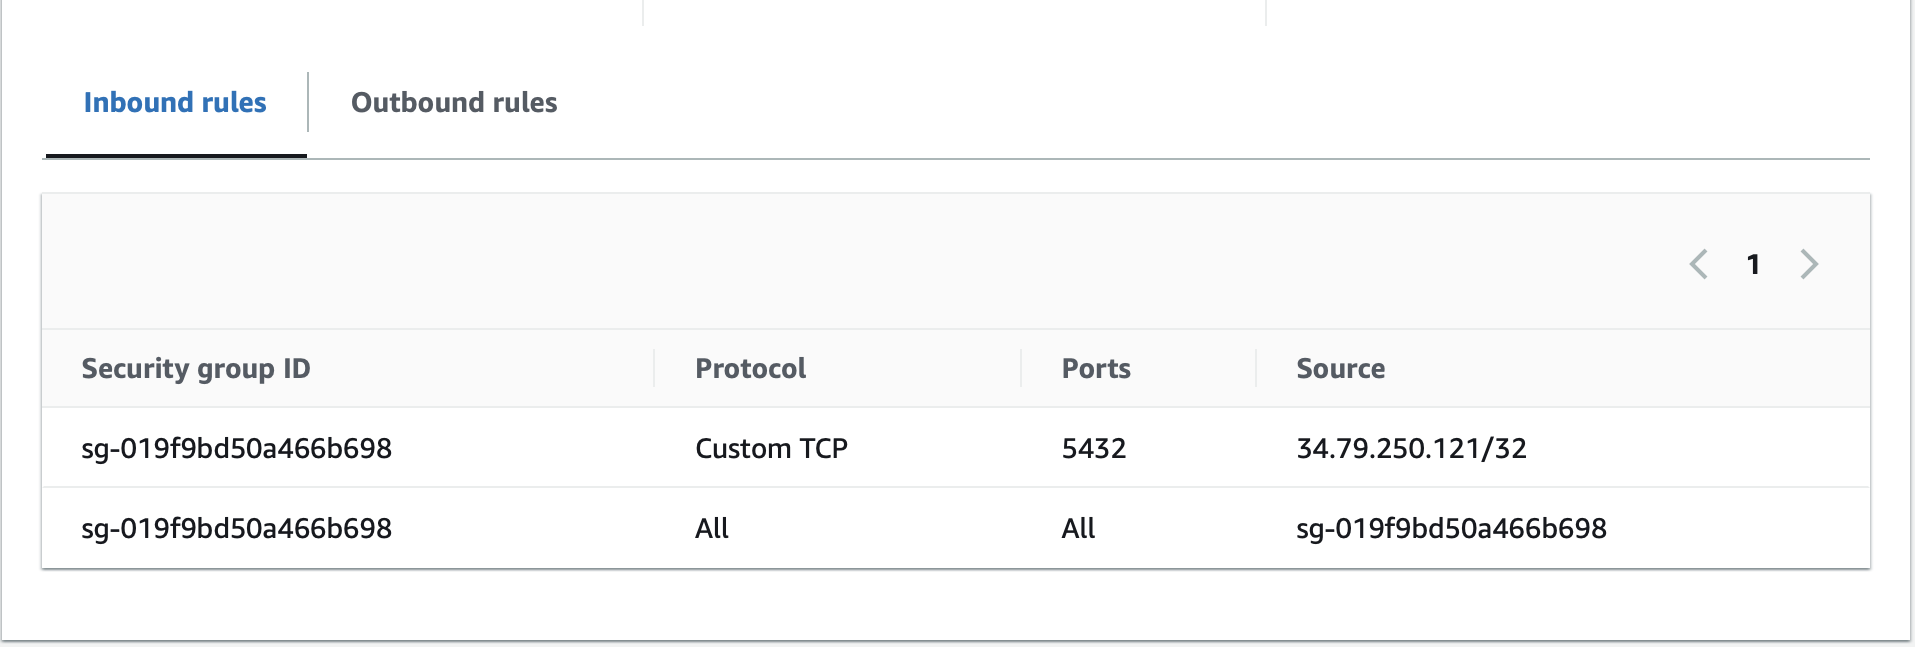 Inbound rules Outbound rules
1
Security group ID Protocol Ports Source
sg-019f9bd50a466b698 Custom TCP 5432 34.79.250.121/32
sg-019f9bd50a466b698 All All sg-019f9bd50a466b698